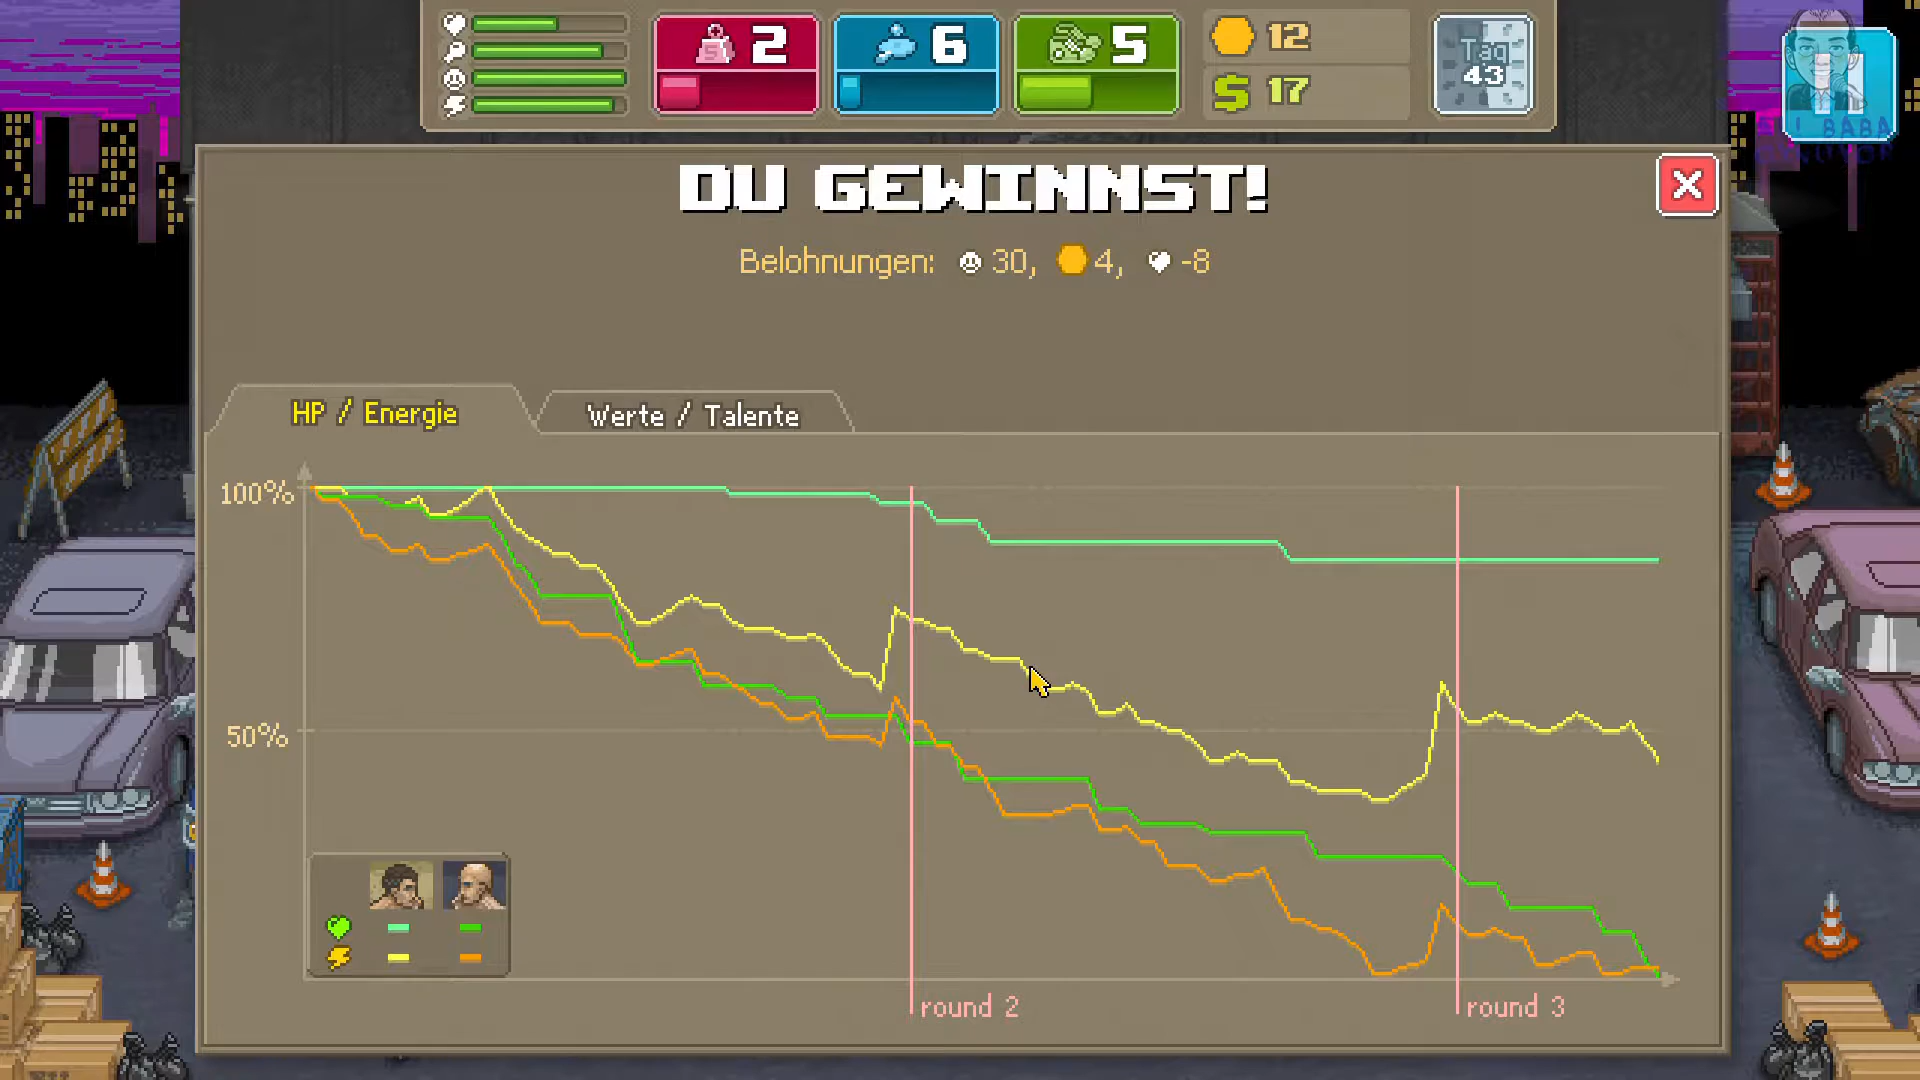 2
6
5
12
$ 17
Tag
43
BABA
DU GEWINNST!
Belohnungen: 30, 4, -8
HP / Energie
Werte / Talente
100%
50%
round 2
round 3